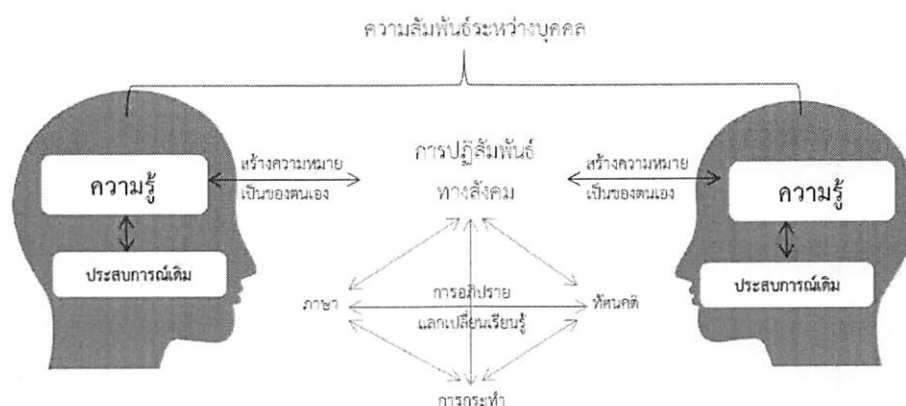 ความสัมพันธ์ระหว่างบุคคล
ความรู้
ประสบการณ์เดิม
สร้างความหมาย
เป็นของตนเอง
การปฏิสัมพันธ์
ทางสังคม
สร้างความหมาย
เป็นของตนเอง
ความรู้
ประสบการณ์เดิม
ภาษา
การอภิปราย
แลกเปลี่ยนเรียนรู้
ทัศนคติ
การกระทำ